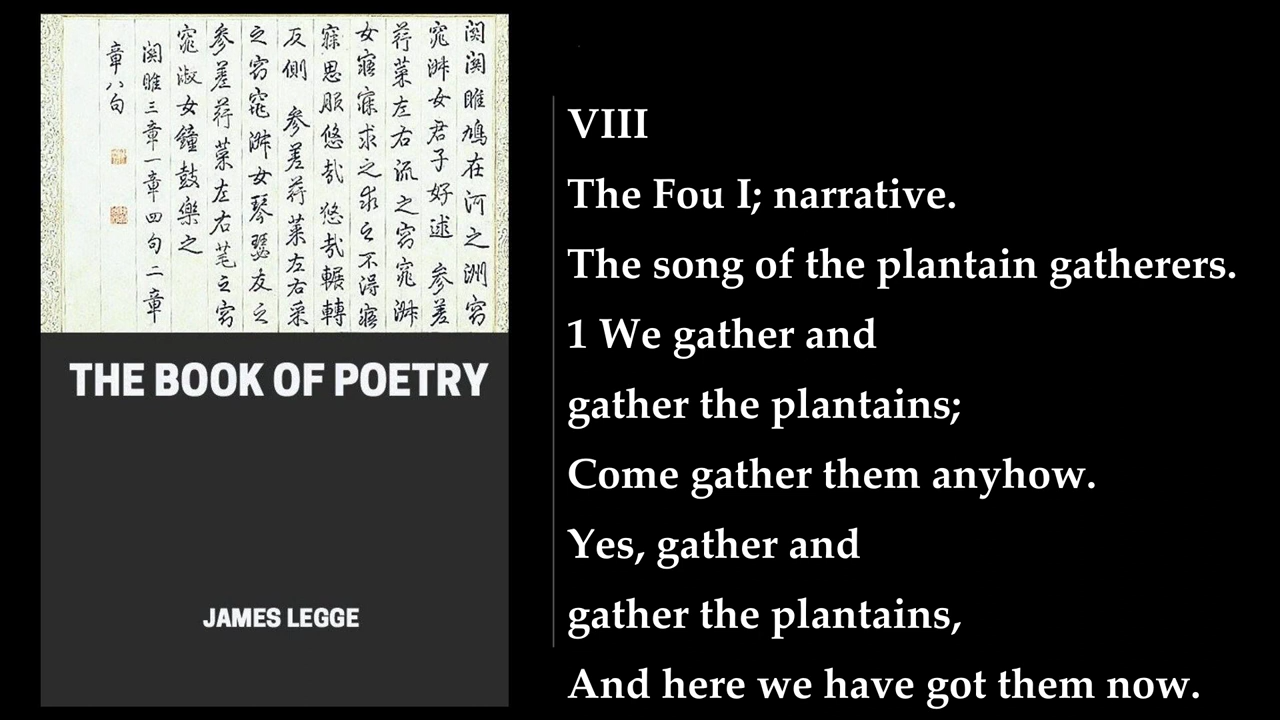 關關雎鳩在河之洲窈
窕淑女君子好逑 參差
荇菜左右流之窈窕淑
女寤寐求之求之不得寤
寐思服悠哉悠哉輾轉
反側 參差荇菜左右采
之窈窕淑女琴瑟友之
參差荇菜左右芼之窈
窕淑女鐘鼓樂之
關雎三章一章四句二章
章八句
THE BOOK OF POETRY
JAMES LEGGE
VIII
The Fou I; narrative.
The song of the plantain gatherers.
1 We gather and
gather the plantains;
Come gather them anyhow.
Yes, gather and
gather the plantains,
And here we have got them now.